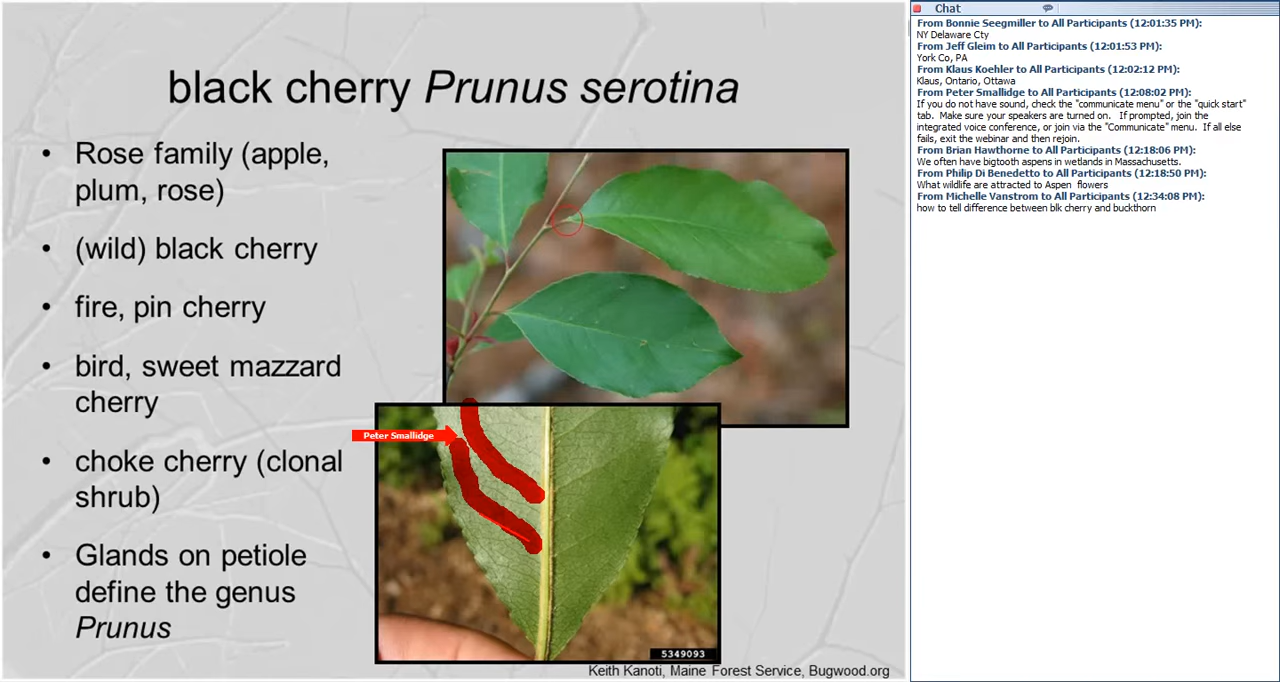 black cherry Prunus serotina
• Rose family (apple,
plum, rose)
• (wild) black cherry
• fire, pin cherry
• bird, sweet mazzard
cherry
• choke cherry (clonal
shrub)
• Glands on petiole
define the genus
Prunus
Peter Smallidge
5349093
Keith Kanoti, Maine Forest Service, Bugwood.org
Chat
From Bonnie Seegmiller to All Participants (12:01:35 PM):
NY Delaware Cty
From Jeff Gleim to All Participants (12:01:53 PM):
York Co, PA
From Klaus Koehler to All Participants (12:02:12 PM):
Klaus, Ontario, Ottawa
From Peter Smallidge to All Participants (12:08:02 PM):
If you do not have sound, check the "communicate menu" or the "quick start"
tab. Make sure your speakers are turned on. If prompted, join the
integrated voice conference, or join via the "Communicate" menu. If all else
fails, exit the webinar and then rejoin.
From Brian Hawthorne to All Participants (12:18:06 PM):
We often have bigtooth aspens in wetlands in Massachusetts.
From Philip Di Benedetto to All Participants (12:18:50 PM):
What wildlife are attracted to Aspen flowers
From Michelle Vanstrom to All Participants (12:34:08 PM):
how to tell difference between blk cherry and buckthorn